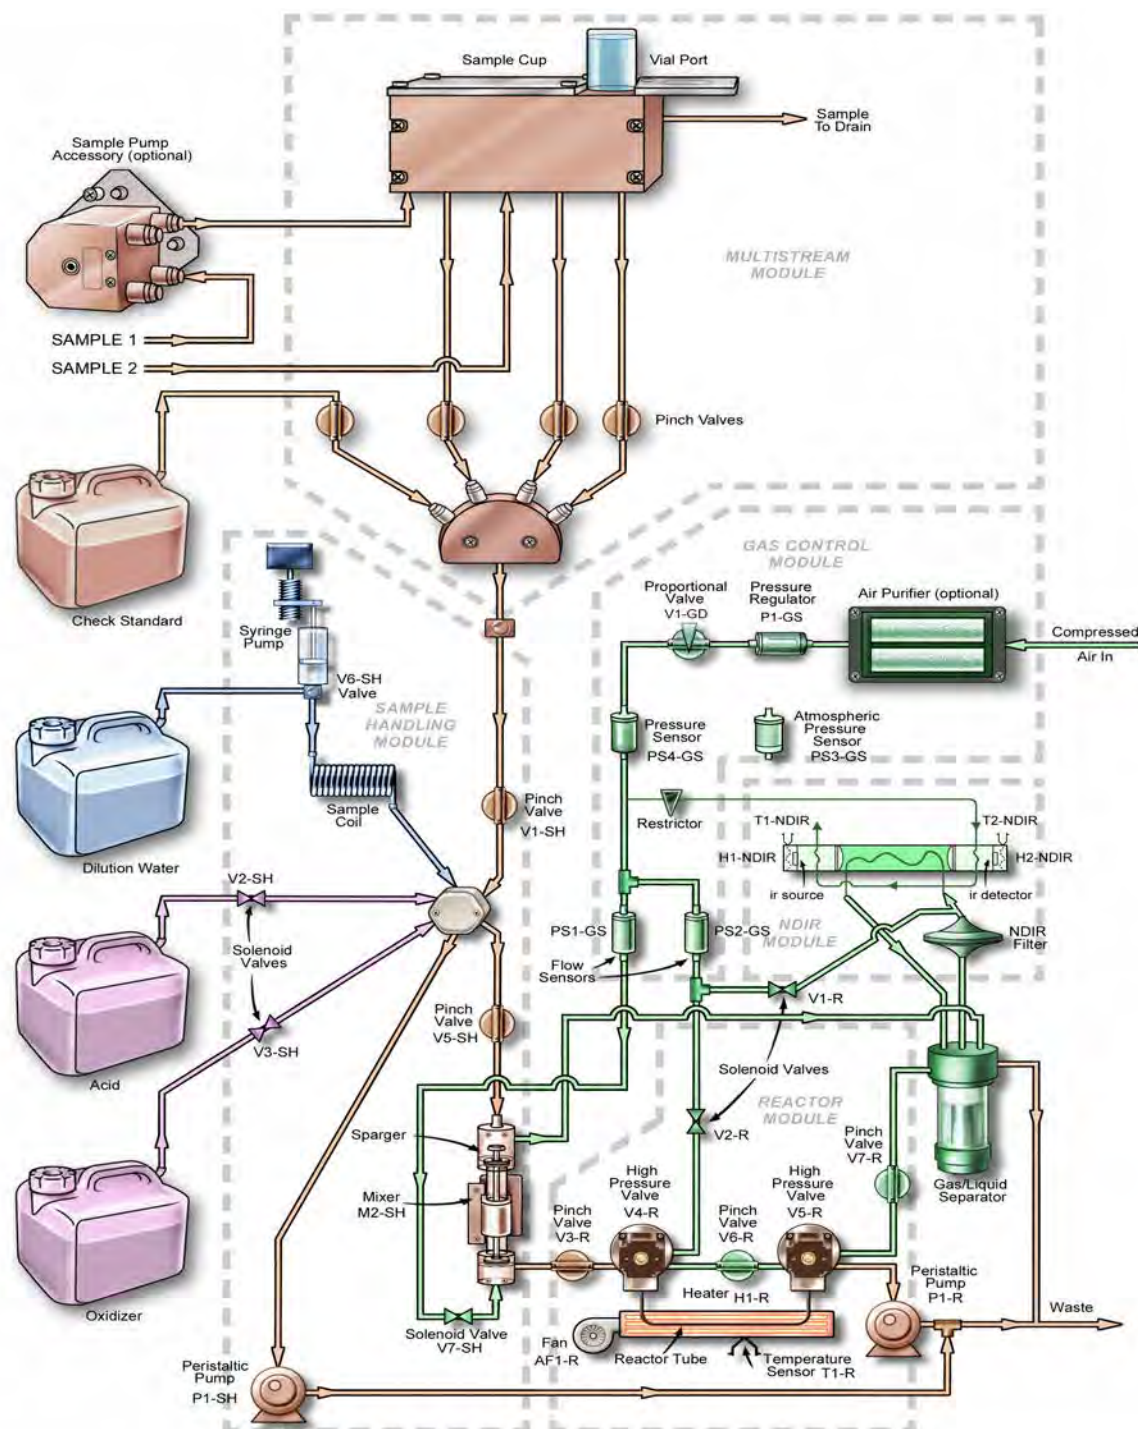 Sample Cup
Vial Port
Sample
To Drain
Sample Pump
Accessory (optional)
MULTISTREAM
MODULE
SAMPLE 1
SAMPLE 2
Pinch Valves
Check Standard
GAS CONTROL
MODULE
Proportional
Valve
V1-GD
Pressure
Regulator
P1-GS
Air Purifier (optional)
Compressed
Air In
Syringe
Pump
V6-SH
Valve
SAMPLE
HANDLING
MODULE
Pressure
Sensor
PS4-GS
Atmospheric
Pressure
Sensor
PS3-GS
Sample
Coil
Pinch
Valve
V1-SH
Restrictor
T1-NDIR
T2-NDIR
H1-NDIR
H2-NDIR
ir source
ir detector
Dilution Water
V2-SH
Solenoid
Valves
V3-SH
Acid
PS1-GS
PS2-GS
Flow
Sensors
NDIR
MODULE
NDIR
Filter
V1-R
Pinch
Valve
V5-SH
Solenoid Valves
REACTOR
MODULE
V2-R
Sparger
Mixer
M2-SH
Pinch
Valve
V7-R
Gas/Liquid
Separator
High
Pressure
Valve
V4-R
High
Pressure
Valve
V5-R
Pinch
Valve
V3-R
Pinch
Valve
V6-R
Heater
H1-R
Peristaltic
Pump
P1-R
Waste
Oxidizer
Solenoid Valve
V7-SH
Fan
AF1-R
Reactor Tube
Temperature
Sensor T1-R
Peristaltic
Pump
P1-SH